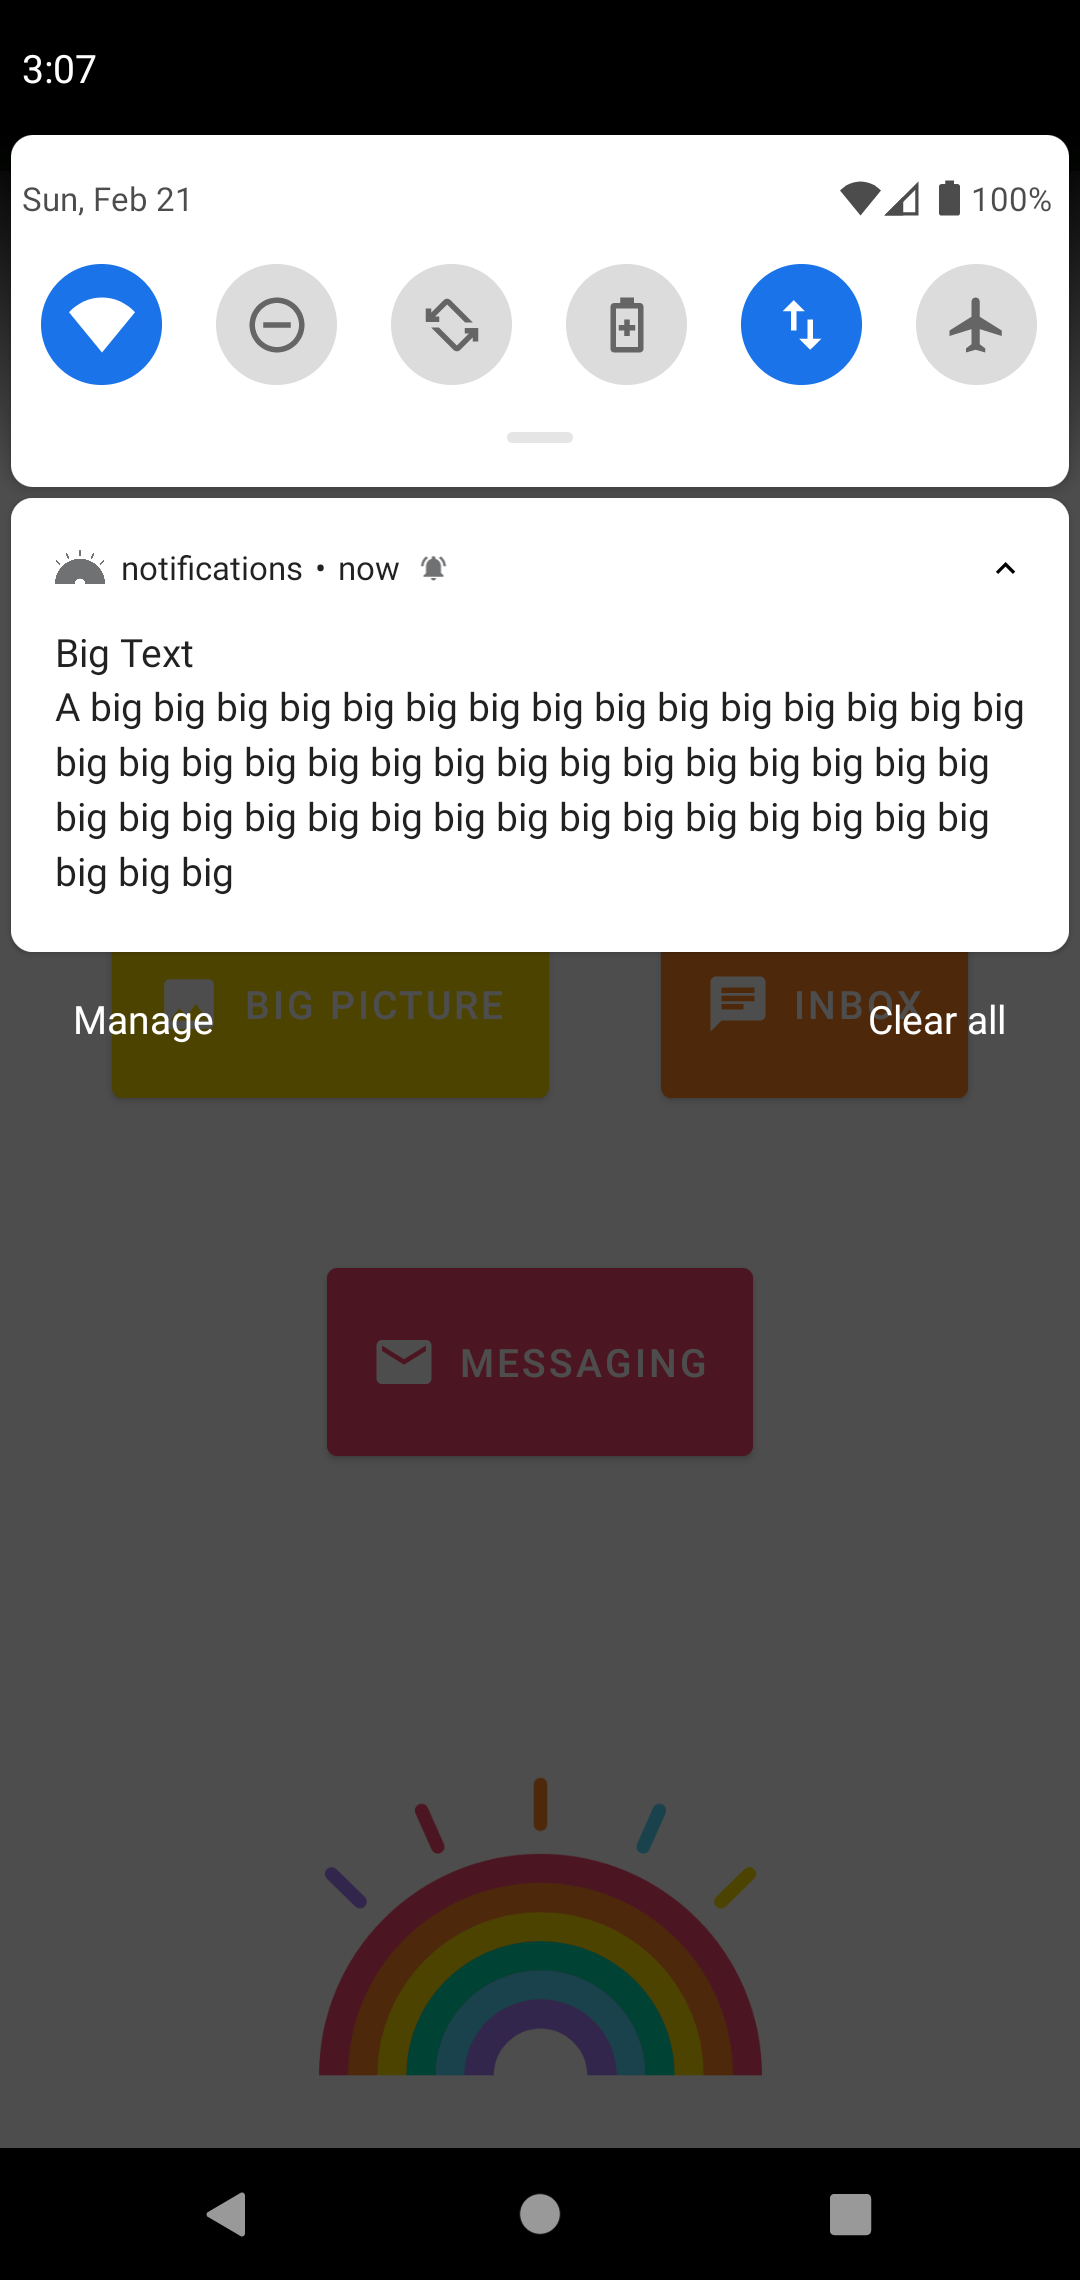 3:07
Sun, Feb 21
100%
notifications • now
Big Text
A big big big big big big big big big big big big big big big
big big big big big big big big big big big big big big big
big big big big big big big big big big big big big big big
big big big
BIG PICTURE
INBOX
Manage
Clear all
MESSAGING